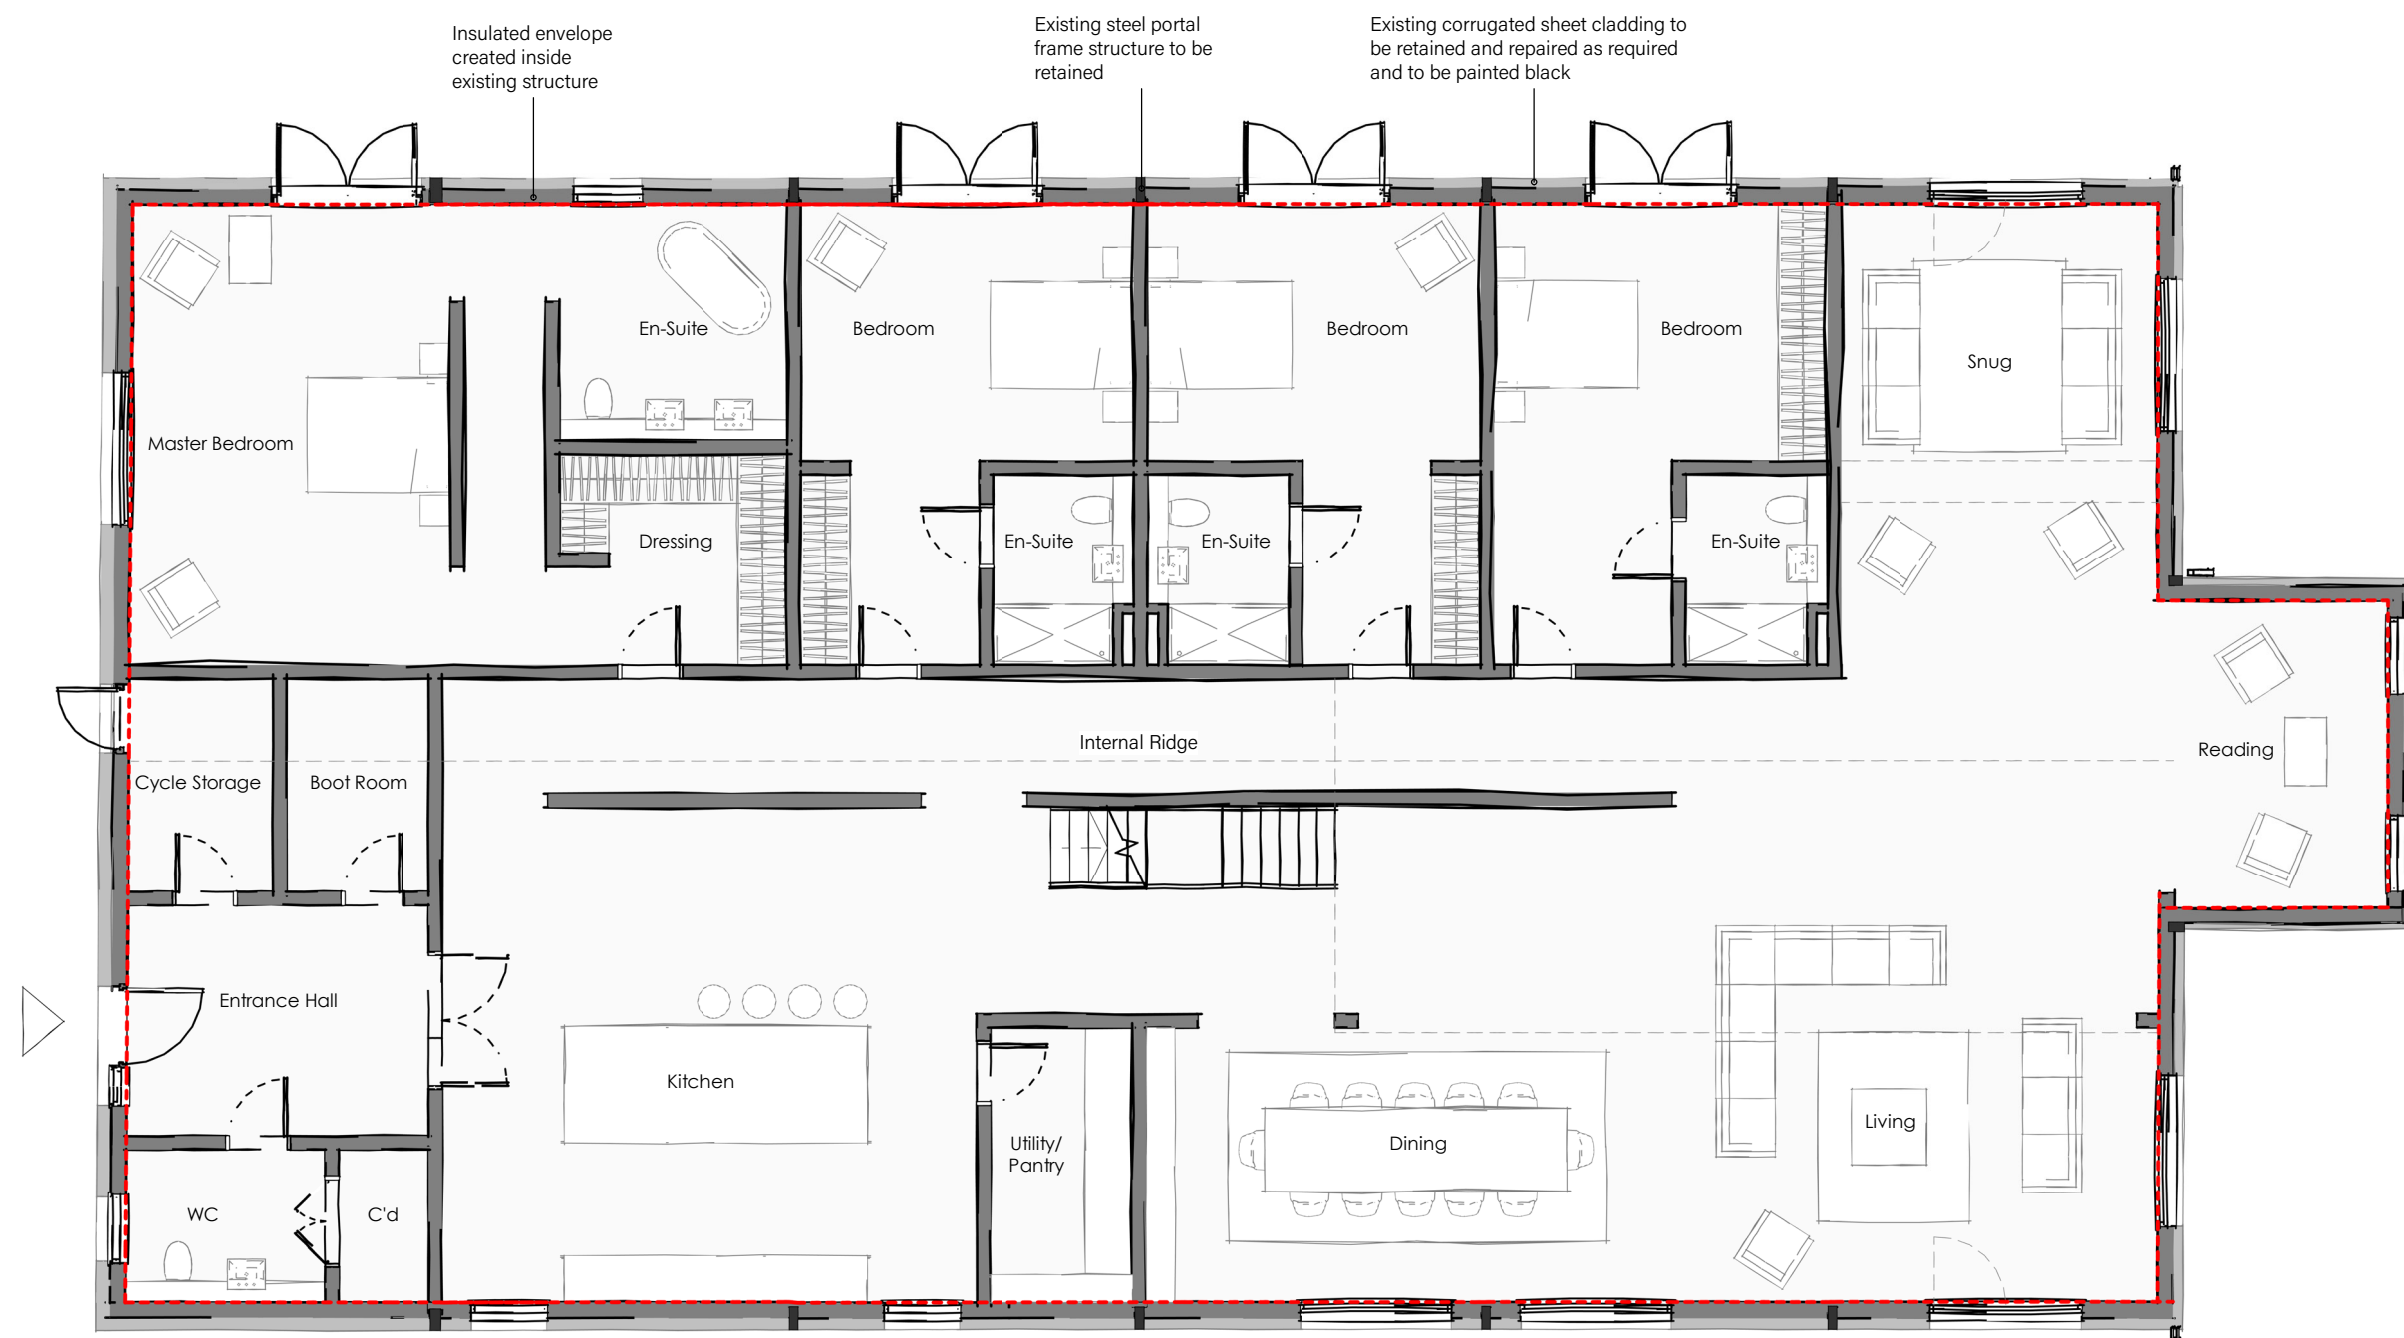 Insulated envelope
created inside
existing structure
Existing steel portal
frame structure to be
retained
Existing corrugated sheet cladding to
be retained and repaired as required
and to be painted black
En-Suite
Bedroom
Bedroom
Bedroom
Snug
Master Bedroom
Dressing
En-Suite
En-Suite
En-Suite
Internal Ridge
Reading
Cycle Storage
Boot Room
Entrance Hall
Kitchen
Living
Utility/
Pantry
Dining
WC
C'd